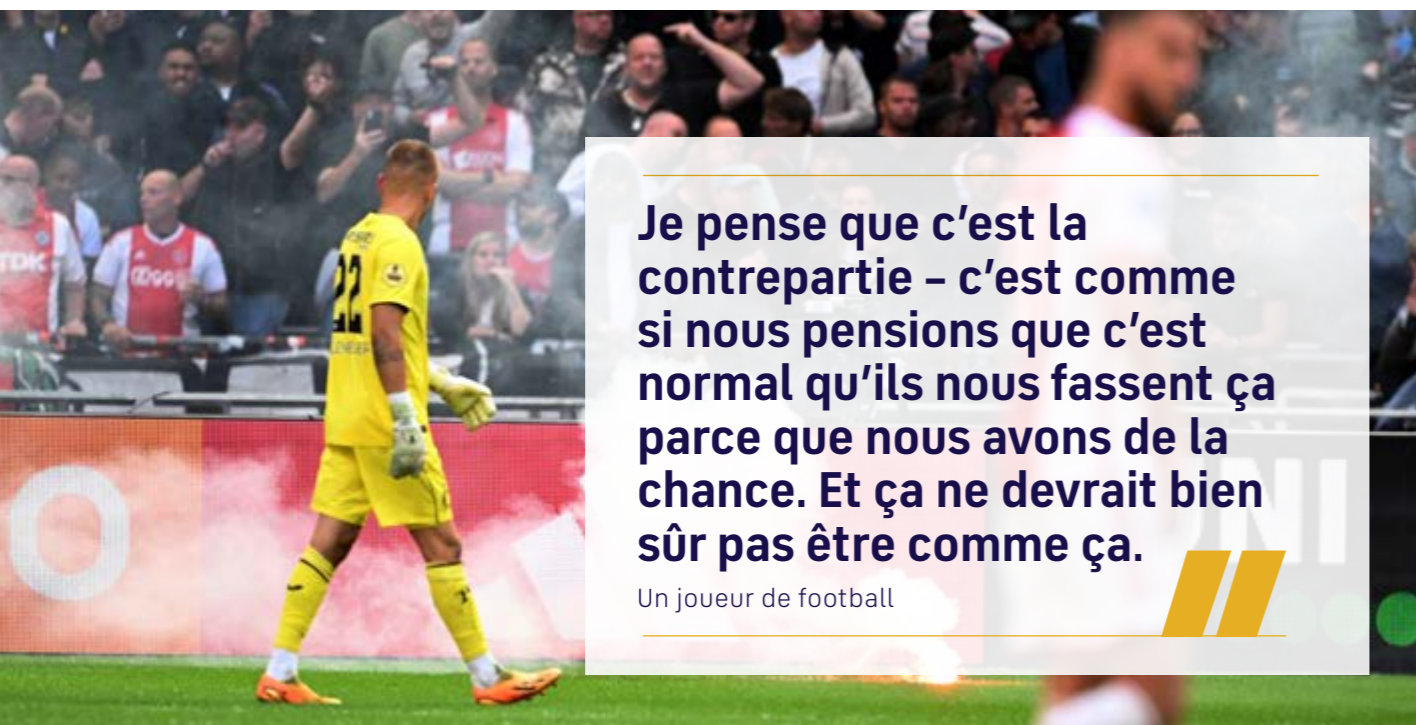 TDK
ZIGGO
22
O
NI
Je pense que c’est la
contrepartie – c’est comme
si nous pensions que c’est
normal qu’ils nous fassent ça
parce que nous avons de la
chance. Et ça ne devrait bien
sûr pas être comme ça.
Un joueur de football